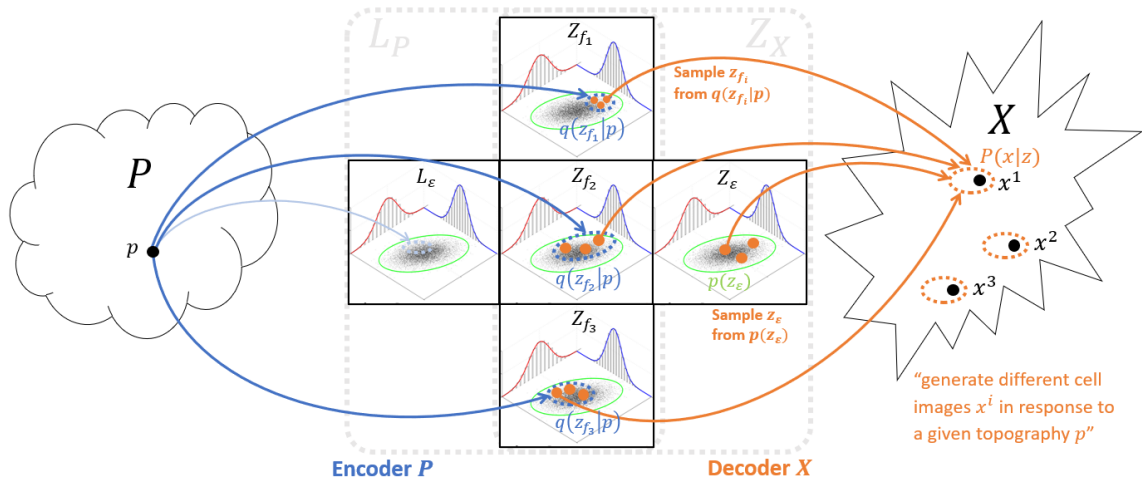 L_P
Z_X
Z_{f_1}
Sample z_{f_i}
from q(z_{f_i}|p)
q(z_{f_1}|p)
P
X
P(x|z)
x^1
L_ε
Z_{f_2}
Z_ε
p
x^2
q(z_{f_2}|p)
p(z_ε)
x^3
Z_{f_3}
Sample z_ε
from p(z_ε)
q(z_{f_3}|p)
"generate different cell
images x^i in response to
a given topography p"
Encoder P
Decoder X